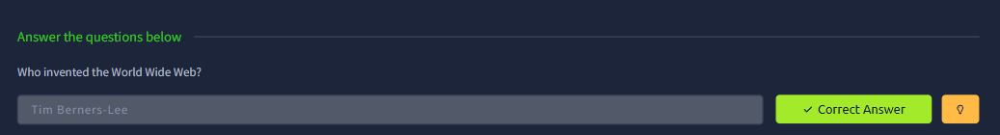 Answer the questions below
Who invented the World Wide Web?
Tim Berners-Lee
✓ Correct Answer